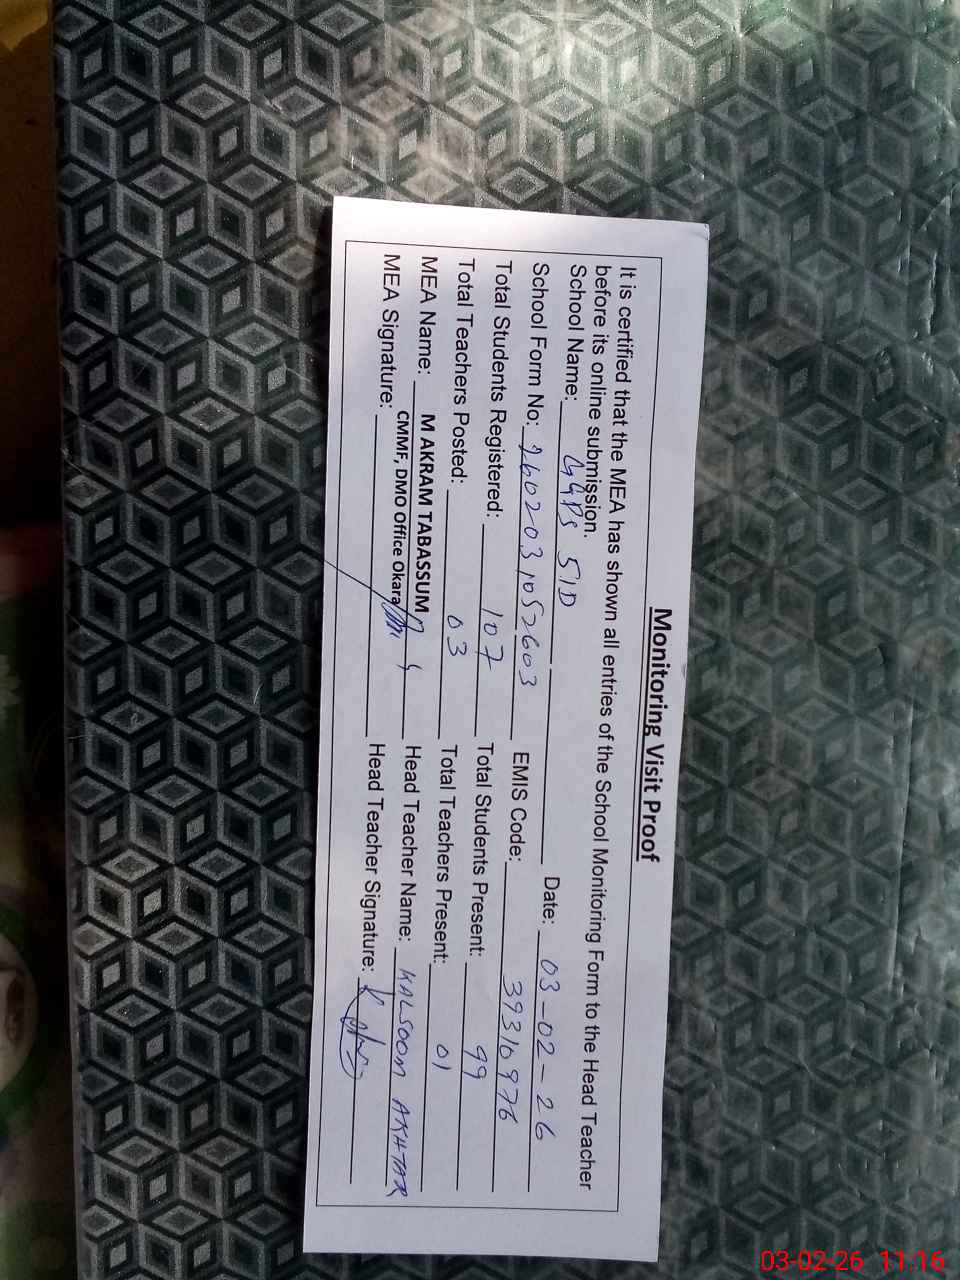 Monitoring Visit Proof
It is certified that the MEA has shown all entries of the School Monitoring Form to the Head Teacher
before its online submission.
School Name: GGPS 51D Date: 03-02-26
School Form No: 2602031052603 EMIS Code: 39310976
Total Students Registered: 107 Total Students Present: 99
Total Teachers Posted: 03 Total Teachers Present: 01
MEA Name: M AKRAM TABASSUM Head Teacher Name: KALSOOM AKHTAR
CMMF, DMO Office Okara
MEA Signature: Head Teacher Signature:
03-02-26 11:16